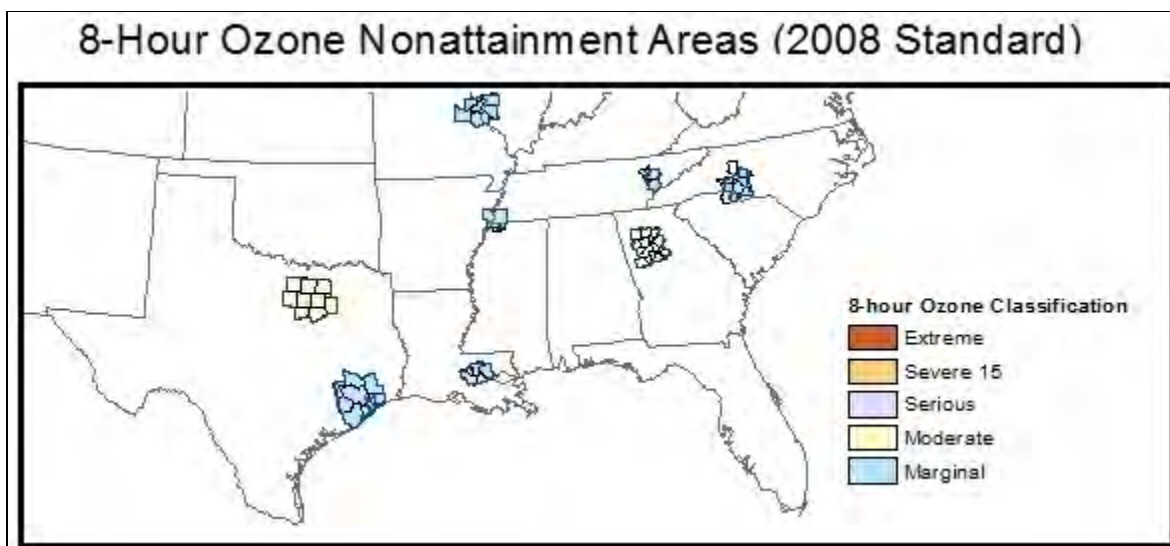 8-Hour Ozone Nonattainment Areas (2008 Standard)
8-hour Ozone Classification
Extreme
Severe 15
Serious
Moderate
Marginal